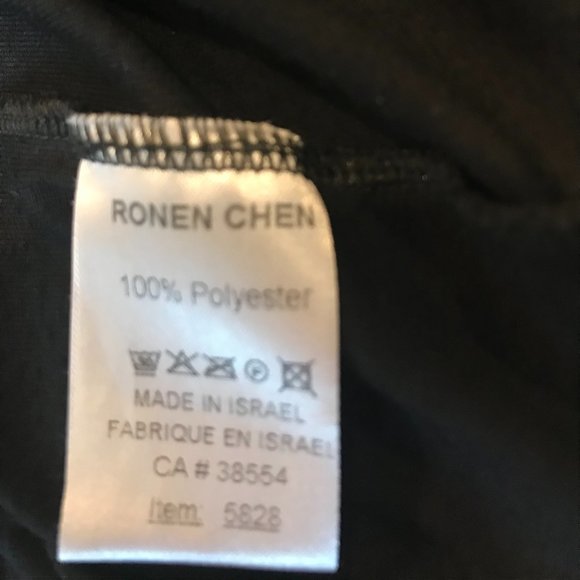 RONEN CHEN
100% Polyester
MADE IN ISRAEL
FABRIQUE EN ISRAEL
CA # 38554
Item: 5828